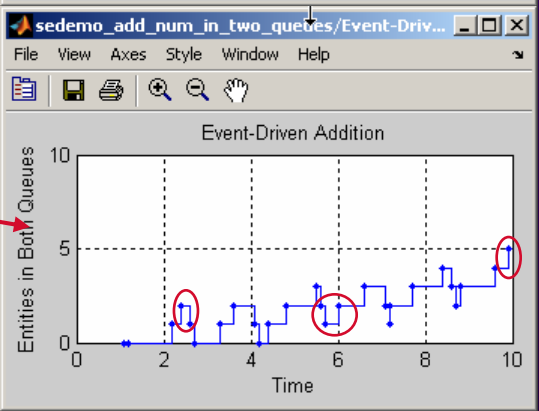 sedemo_add_num_in_two_queues/Event-Driv...
File View Axes Style Window Help
Event-Driven Addition
Entities in Both Queues
10
5
0
0 2 4 6 8 10
Time